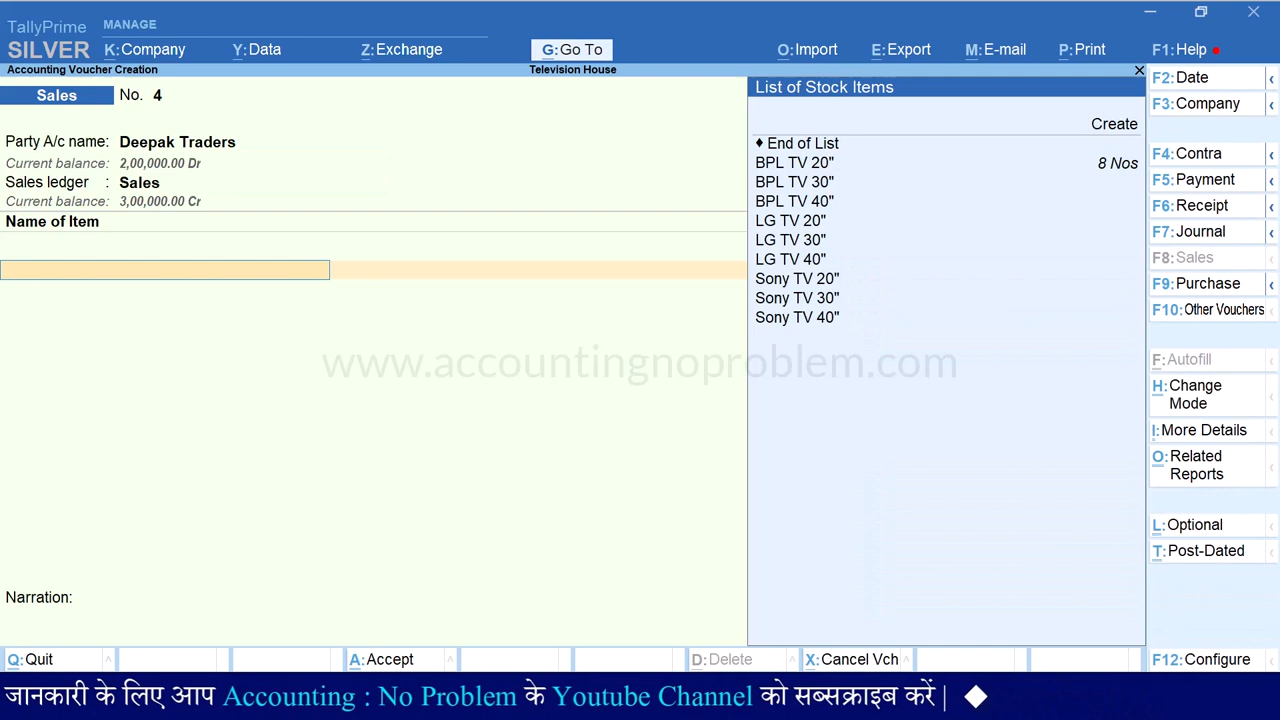 TallyPrime MANAGE
SILVER K:Company Y:Data Z:Exchange G:Go To O:Import E:Export M:E-mail P:Print F1:Help
Accounting Voucher Creation Television House
Sales No. 4
Party A/c name: Deepak Traders
Current balance: 2,00,000.00 Dr
Sales ledger : Sales
Current balance: 3,00,000.00 Cr
Name of Item
List of Stock Items
Create
♦ End of List
BPL TV 20" 8 Nos
BPL TV 30"
BPL TV 40"
LG TV 20"
LG TV 30"
LG TV 40"
Sony TV 20"
Sony TV 30"
Sony TV 40"
www.accountingnoproblem.com
Narration:
F2:Date
F3:Company
F4:Contra
F5:Payment
F6:Receipt
F7:Journal
F8:Sales
F9:Purchase
F10:Other Vouchers
F:Autofill
H:Change
Mode
I:More Details
O:Related
Reports
L:Optional
T:Post-Dated
Q:Quit A:Accept D:Delete X:Cancel Vch F12:Configure
जानकारी के लिए आप Accounting : No Problem के Youtube Channel को सब्सक्राइब करें |